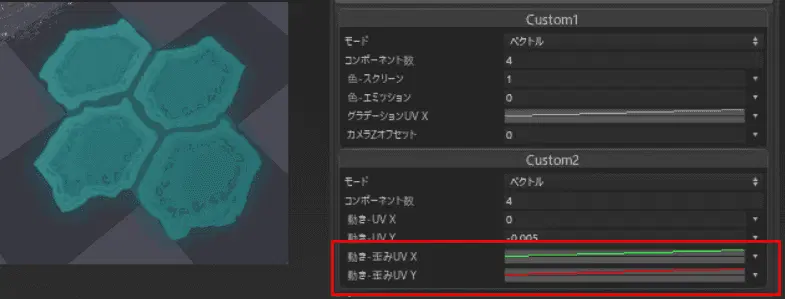 Custom1
モード
ベクトル
コンポーネント数
4
色-スクリーン
1
色-エミッション
0
グラデーションUV X
カメラZオフセット
0
Custom2
モード
ベクトル
コンポーネント数
4
動き-UV X
0
動き-UV Y
-0.005
動き-歪みUV X
動き-歪みUV Y